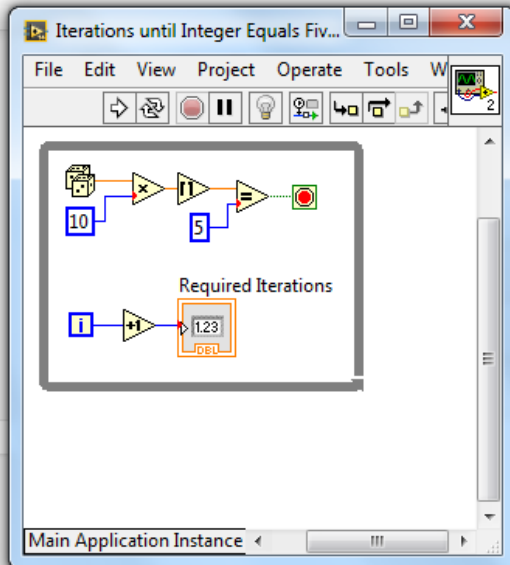 Iterations until Integer Equals Fiv...
File Edit View Project Operate Tools W
2
10
5
Required Iterations
i
+1
1.23
DBL
Main Application Instance